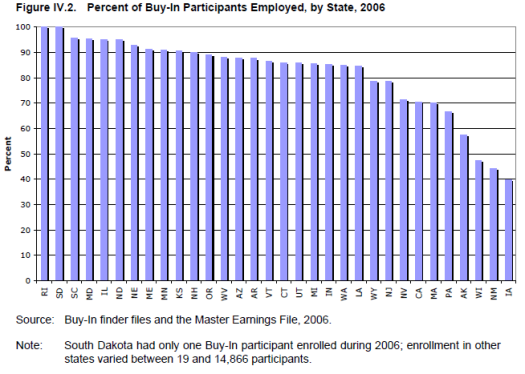 Figure IV.2. Percent of Buy-In Participants Employed, by State, 2006
100
90
80
70
60
50
40
30
20
10
0
Percent
RI SD SC MD IL ND NE ME MN KS NH OR WV AZ AR VT CT UT MI IN WA LA WY NJ NV CA MA PA AK WI NM IA
Source: Buy-In finder files and the Master Earnings File, 2006.
Note: South Dakota had only one Buy-In participant enrolled during 2006; enrollment in other
states varied between 19 and 14,866 participants.